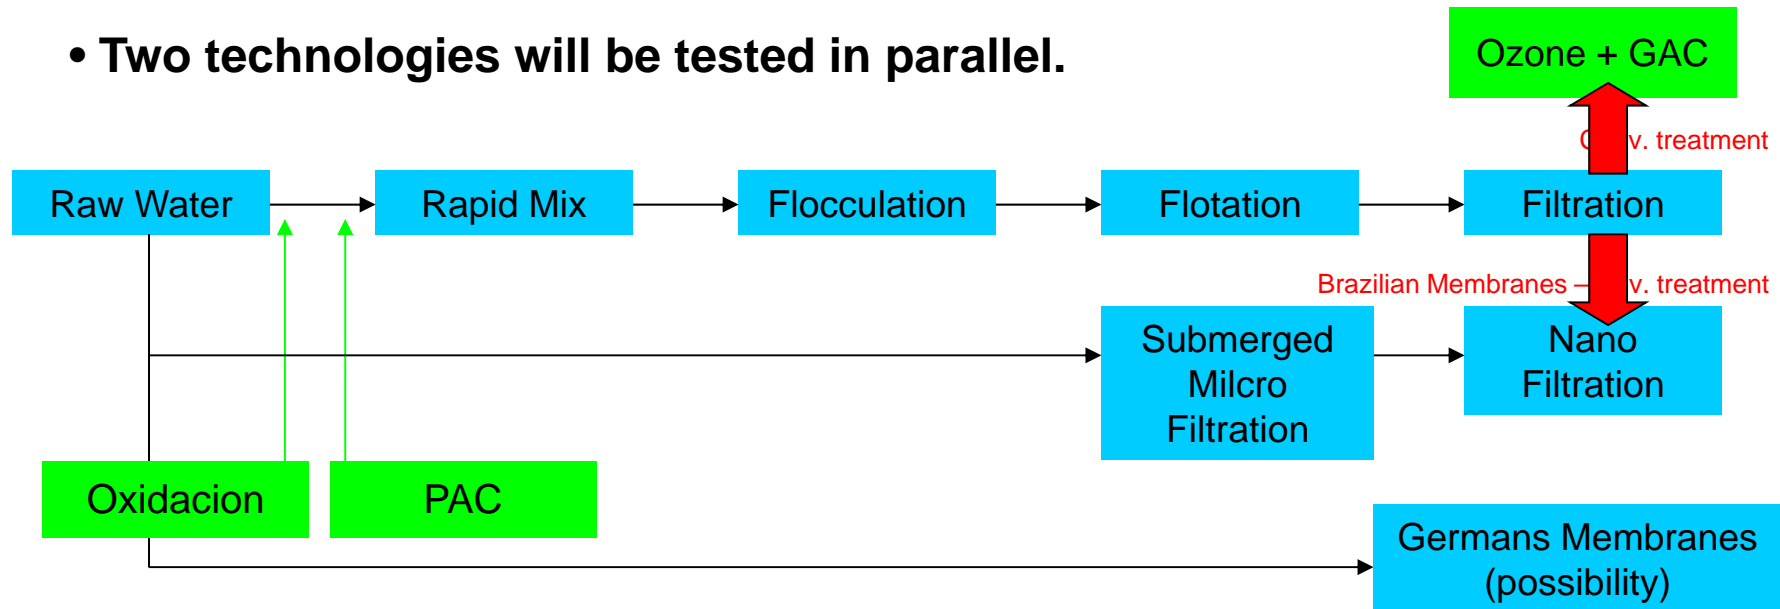 • Two technologies will be tested in parallel.
Ozone + GAC
v. treatment
Raw Water
Rapid Mix
Flocculation
Flotation
Filtration
Brazilian Membranes – v. treatment
Submerged
Milcro
Filtration
Nano
Filtration
Oxidacion
PAC
Germans Membranes
(possibility)